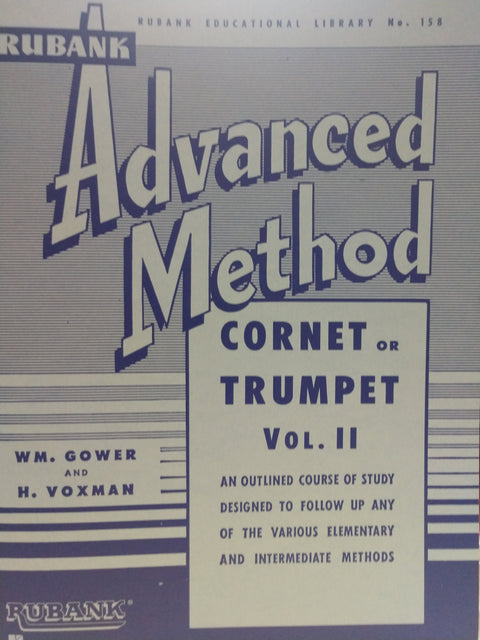 RUBANK EDUCATIONAL LIBRARY No. 158
RUBANK
Advanced
Method
CORNET OR
TRUMPET
VOL. II
WM. GOWER
AND
H. VOXMAN
AN OUTLINED COURSE OF STUDY
DESIGNED TO FOLLOW UP ANY
OF THE VARIOUS ELEMENTARY
AND INTERMEDIATE METHODS
RUBANK®